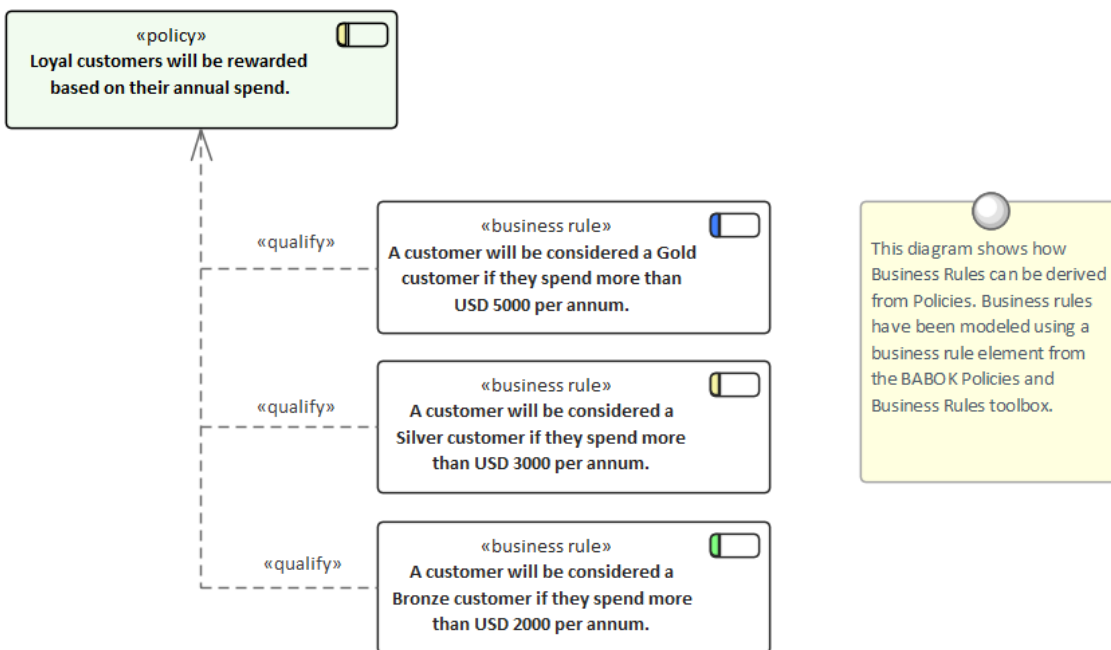 «policy»
Loyal customers will be rewarded
based on their annual spend.
«qualify»
«business rule»
A customer will be considered a Gold
customer if they spend more than
USD 5000 per annum.
«qualify»
«business rule»
A customer will be considered a
Silver customer if they spend more
than USD 3000 per annum.
«qualify»
«business rule»
A customer will be considered a
Bronze customer if they spend more
than USD 2000 per annum.
This diagram shows how
Business Rules can be derived
from Policies. Business rules
have been modeled using a
business rule element from
the BABOK Policies and
Business Rules toolbox.